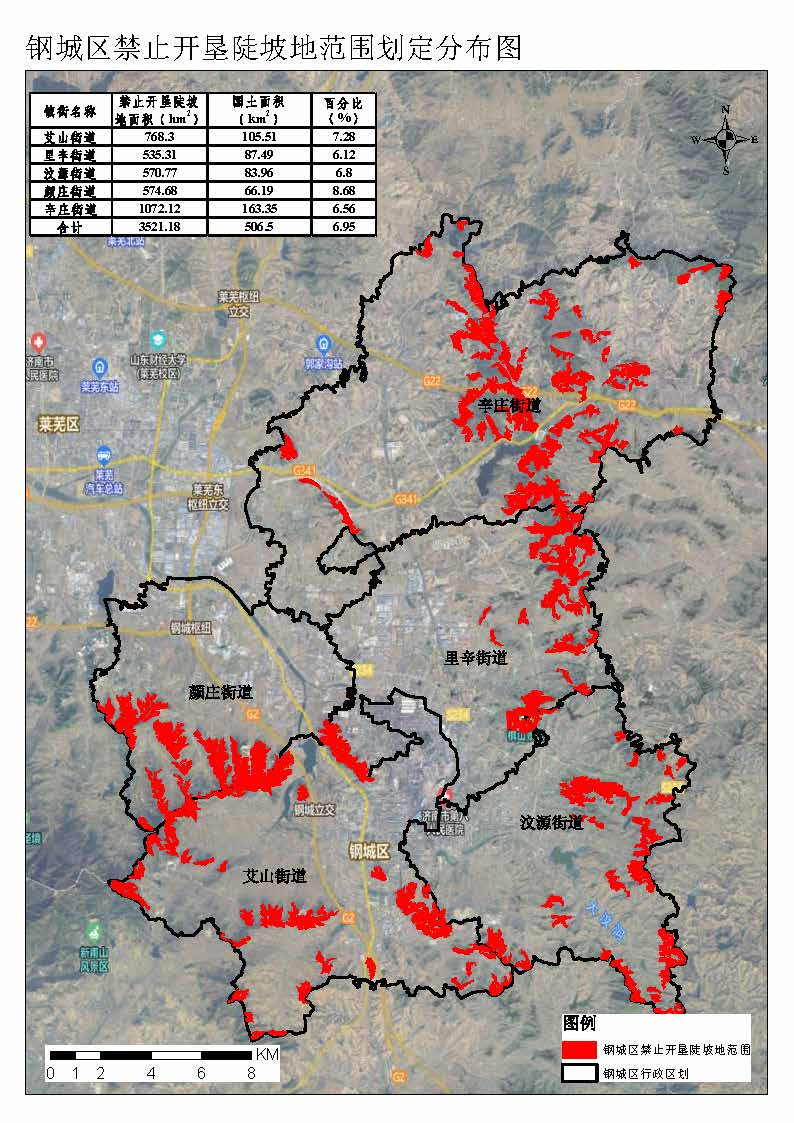 钢城区禁止开垦陡坡地范围划定分布图
镇街名称 禁止开垦陡坡地面积（hm²） 国土面积（km²） 百分比（%）
艾山街道 768.3 105.51 7.28
里辛街道 535.31 87.49 6.12
汶源街道 570.77 83.96 6.8
颜庄街道 574.68 66.19 8.68
辛庄街道 1072.12 163.35 6.56
合计 3521.18 506.5 6.95
N
W E
S
莱芜北站
莱芜枢纽
立交
济南市
民医院
山东财经大学
(莱芜校区)
莱芜东站
郭家沟站
G22
G22
辛庄街道
莱芜区
莱芜
汽车总站
莱芜东
枢纽立交
G341
G341
22
钢城枢纽
里辛街道
颜庄街道
G2
S234
棋山
钢城立交
济南市第八
人民医院
汶源街道
钢城区
艾山街道
G2
大汶河
新甫山
风景区
G2
图例
钢城区禁止开垦陡坡地范围
钢城区行政区划
KM
0 1 2 4 6 8